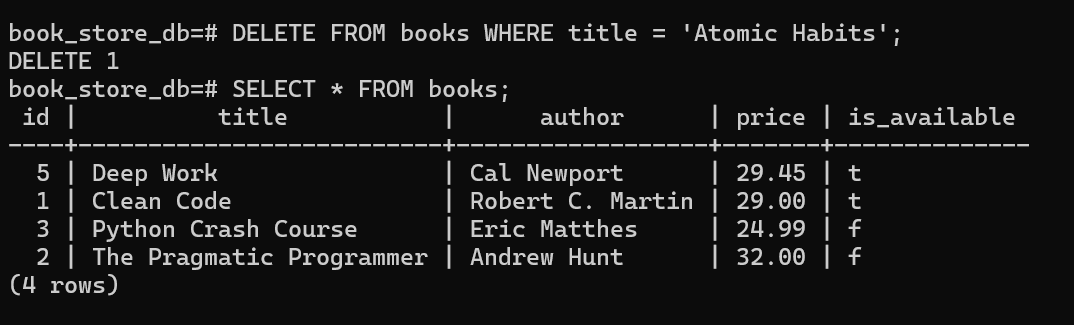 book_store_db=# DELETE FROM books WHERE title = 'Atomic Habits';
DELETE 1
book_store_db=# SELECT * FROM books;
 id |          title           |      author      | price | is_available
----+--------------------------+------------------+-------+--------------
  5 | Deep Work                | Cal Newport      | 29.45 | t
  1 | Clean Code               | Robert C. Martin | 29.00 | t
  3 | Python Crash Course      | Eric Matthes     | 24.99 | f
  2 | The Pragmatic Programmer | Andrew Hunt      | 32.00 | f
(4 rows)